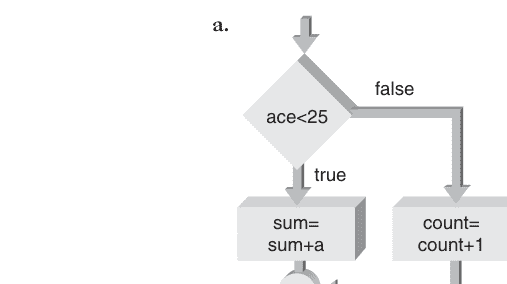 a.
false
ace<25
true
sum=
sum+a
count=
count+1